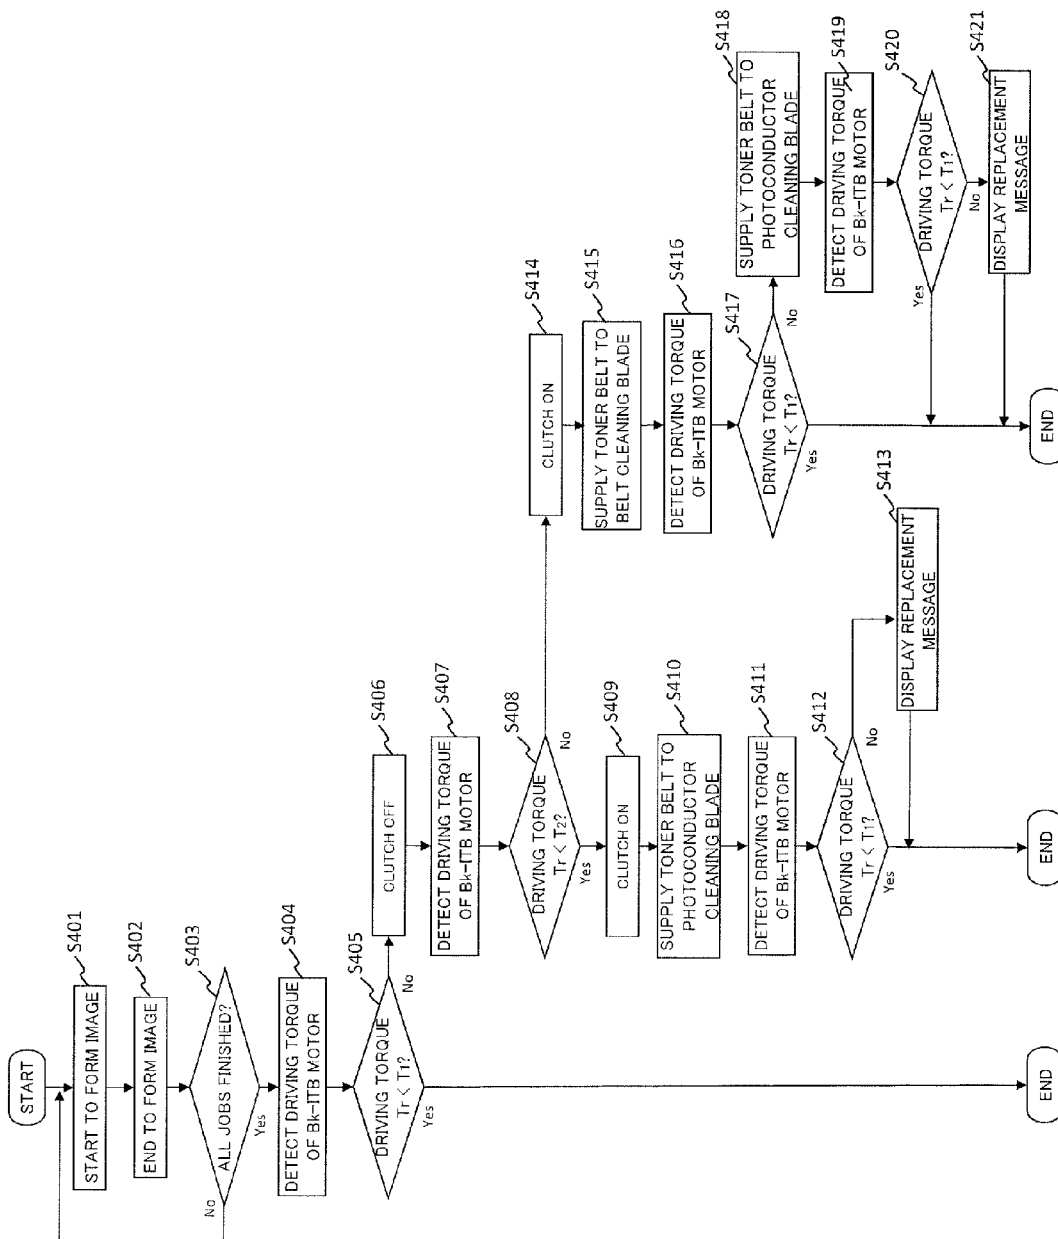 START
START TO FORM IMAGE
S401
END TO FORM IMAGE
S402
ALL JOBS FINISHED?
S403
No
Yes
DETECT DRIVING TORQUE
OF Bk-ITB MOTOR
S404
DRIVING TORQUE
Tr < T1?
S405
No
Yes
END
CLUTCH OFF
S406
DETECT DRIVING TORQUE
OF Bk-ITB MOTOR
S407
DRIVING TORQUE
Tr < T2?
S408
No
Yes
CLUTCH ON
S409
SUPPLY TONER BELT TO
PHOTOCONDUCTOR
CLEANING BLADE
S410
DETECT DRIVING TORQUE
OF Bk-ITB MOTOR
S411
DRIVING TORQUE
Tr < T1?
S412
No
Yes
DISPLAY REPLACEMENT
MESSAGE
S413
END
CLUTCH ON
S414
SUPPLY TONER BELT TO
BELT CLEANING BLADE
S415
DETECT DRIVING TORQUE
OF Bk-ITB MOTOR
S416
DRIVING TORQUE
Tr < T1?
S417
No
Yes
SUPPLY TONER BELT TO
PHOTOCONDUCTOR
CLEANING BLADE
S418
DETECT DRIVING TORQUE
OF Bk-ITB MOTOR
S419
DRIVING TORQUE
Tr < T1?
S420
Yes
No
DISPLAY REPLACEMENT
MESSAGE
S421
END